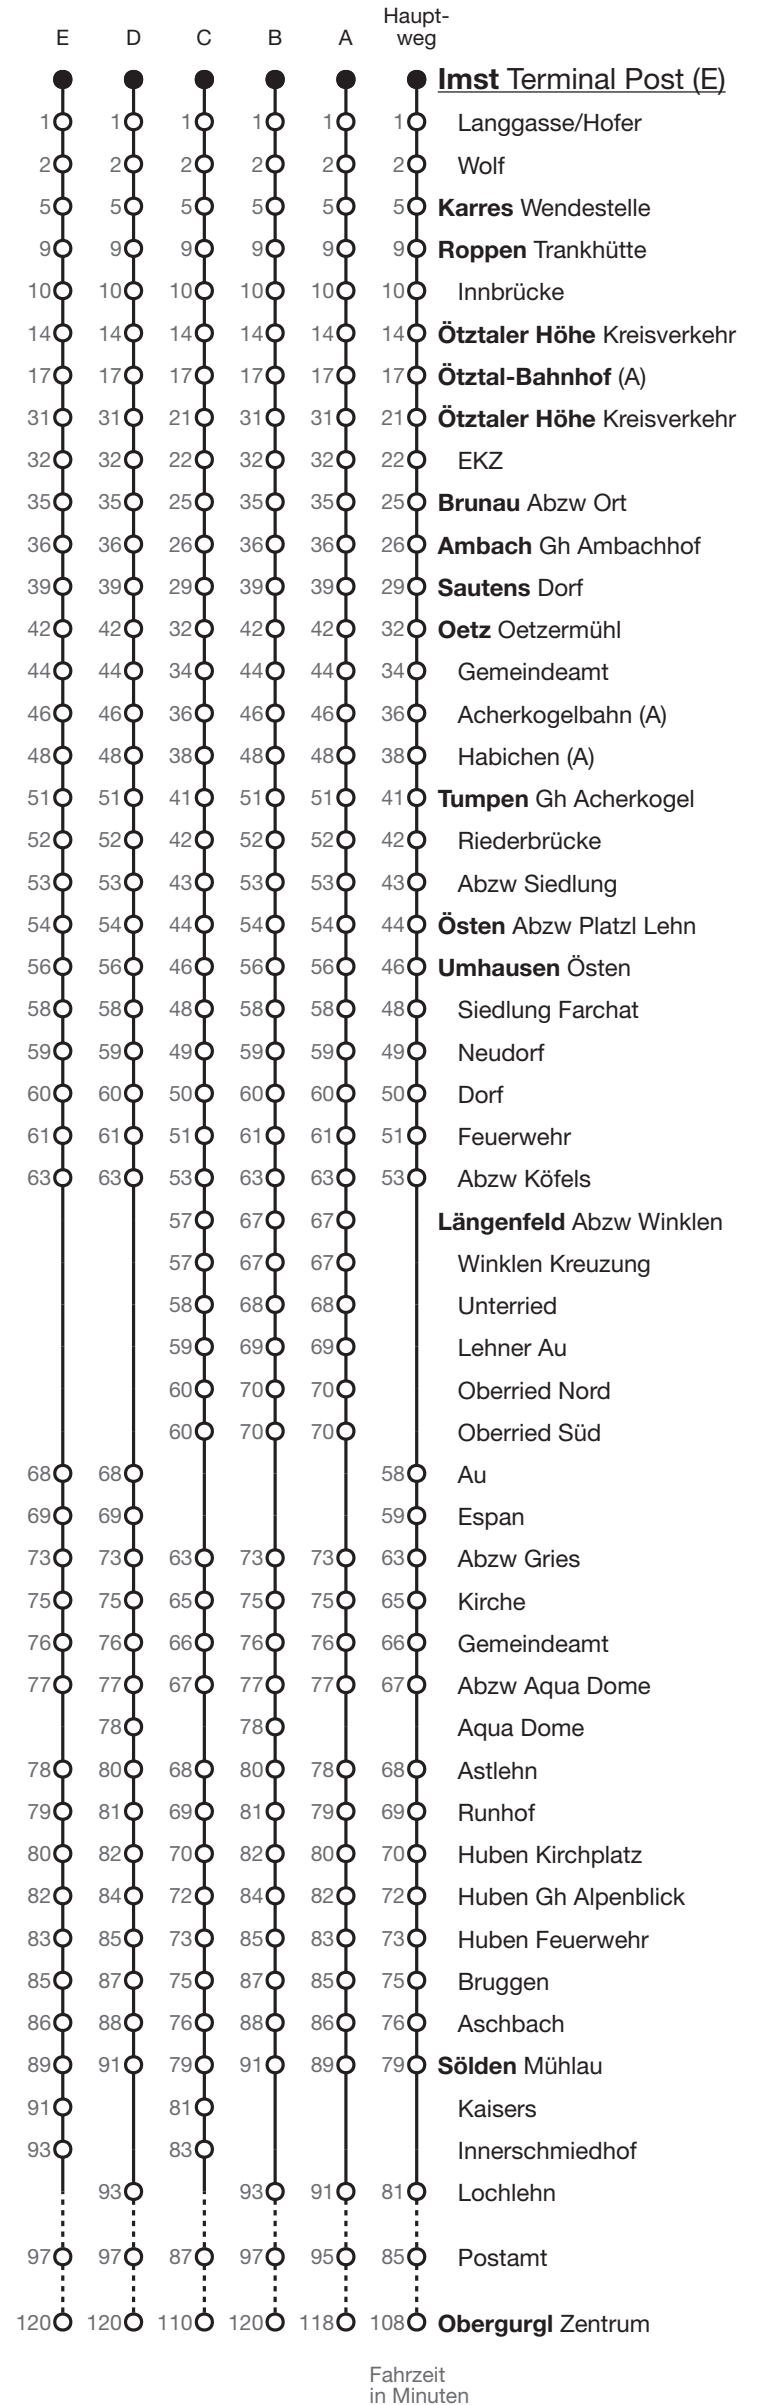 Haupt-
E D C B A weg
Imst Terminal Post (E)
1 1 1 1 1 1 Langgasse/Hofer
2 2 2 2 2 2 Wolf
5 5 5 5 5 5 Karres Wendestelle
9 9 9 9 9 9 Roppen Trankhütte
10 10 10 10 10 10 Innbrücke
14 14 14 14 14 14 Ötztaler Höhe Kreisverkehr
17 17 17 17 17 17 Ötztal-Bahnhof (A)
31 31 21 31 31 21 Ötztaler Höhe Kreisverkehr
32 32 22 32 32 22 EKZ
35 35 25 35 35 25 Brunau Abzw Ort
36 36 26 36 36 26 Ambach Gh Ambachhof
39 39 29 39 39 29 Sautens Dorf
42 42 32 42 42 32 Oetz Oetzermühl
44 44 34 44 44 34 Gemeindeamt
46 46 36 46 46 36 Acherkogelbahn (A)
48 48 38 48 48 38 Habichen (A)
51 51 41 51 51 41 Tumpen Gh Acherkogel
52 52 42 52 52 42 Riederbrücke
53 53 43 53 53 43 Abzw Siedlung
54 54 44 54 54 44 Östen Abzw Platzl Lehn
56 56 46 56 56 46 Umhausen Östen
58 58 48 58 58 48 Siedlung Farchat
59 59 49 59 59 49 Neudorf
60 60 50 60 60 50 Dorf
61 61 51 61 61 51 Feuerwehr
63 63 53 63 63 53 Abzw Köfels
57 67 67 Längenfeld Abzw Winklen
57 67 67 Winklen Kreuzung
58 68 68 Unterried
59 69 69 Lehner Au
60 70 70 Oberried Nord
60 70 70 Oberried Süd
68 68 58 Au
69 69 59 Espan
73 73 63 73 73 63 Abzw Gries
75 75 65 75 75 65 Kirche
76 76 66 76 76 66 Gemeindeamt
77 77 67 77 77 67 Abzw Aqua Dome
78 78 Aqua Dome
78 80 68 80 78 68 Astlehn
79 81 69 81 79 69 Runhof
80 82 70 82 80 70 Huben Kirchplatz
82 84 72 84 82 72 Huben Gh Alpenblick
83 85 73 85 83 73 Huben Feuerwehr
85 87 75 87 85 75 Bruggen
86 88 76 88 86 76 Aschbach
89 91 79 91 89 79 Sölden Mühlau
91 81 Kaisers
93 83 Innerschmiedhof
93 93 91 81 Lochlehn
97 97 87 97 95 85 Postamt
120 120 110 120 118 108 Obergurgl Zentrum
Fahrzeit
in Minuten